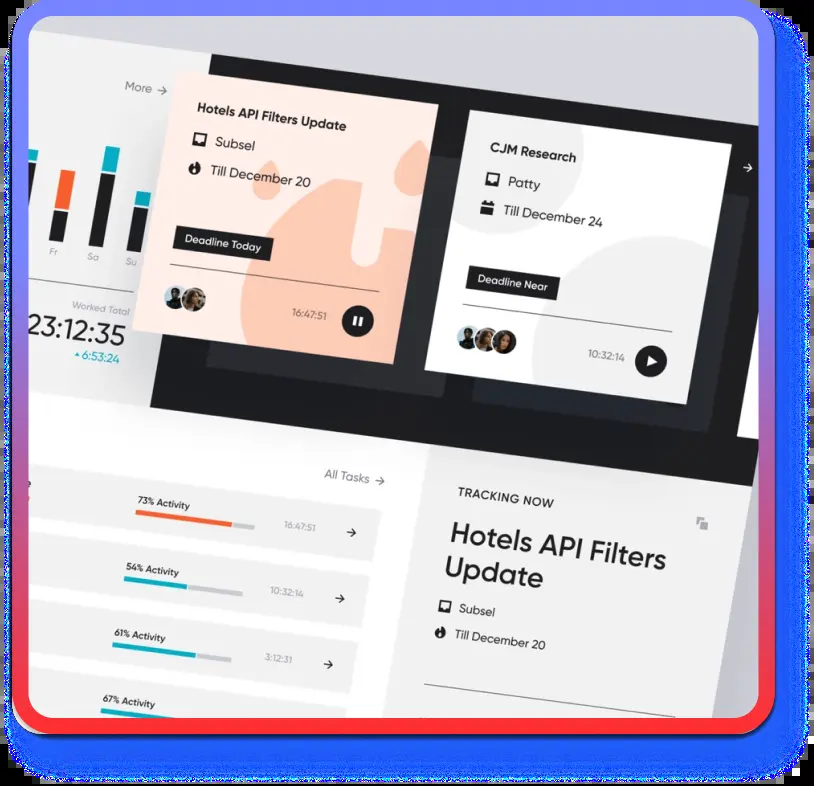 More →
Fr
Sa
Su
Worked Total
23:12:35
6:53:24
Hotels API Filters Update
Subsel
Till December 20
Deadline Today
16:47:51
CJM Research
Patty
Till December 24
Deadline Near
10:32:14
All Tasks →
73% Activity
16:47:51
54% Activity
10:32:14
61% Activity
3:12:31
67% Activity
TRACKING NOW
Hotels API Filters
Update
Subsel
Till December 20